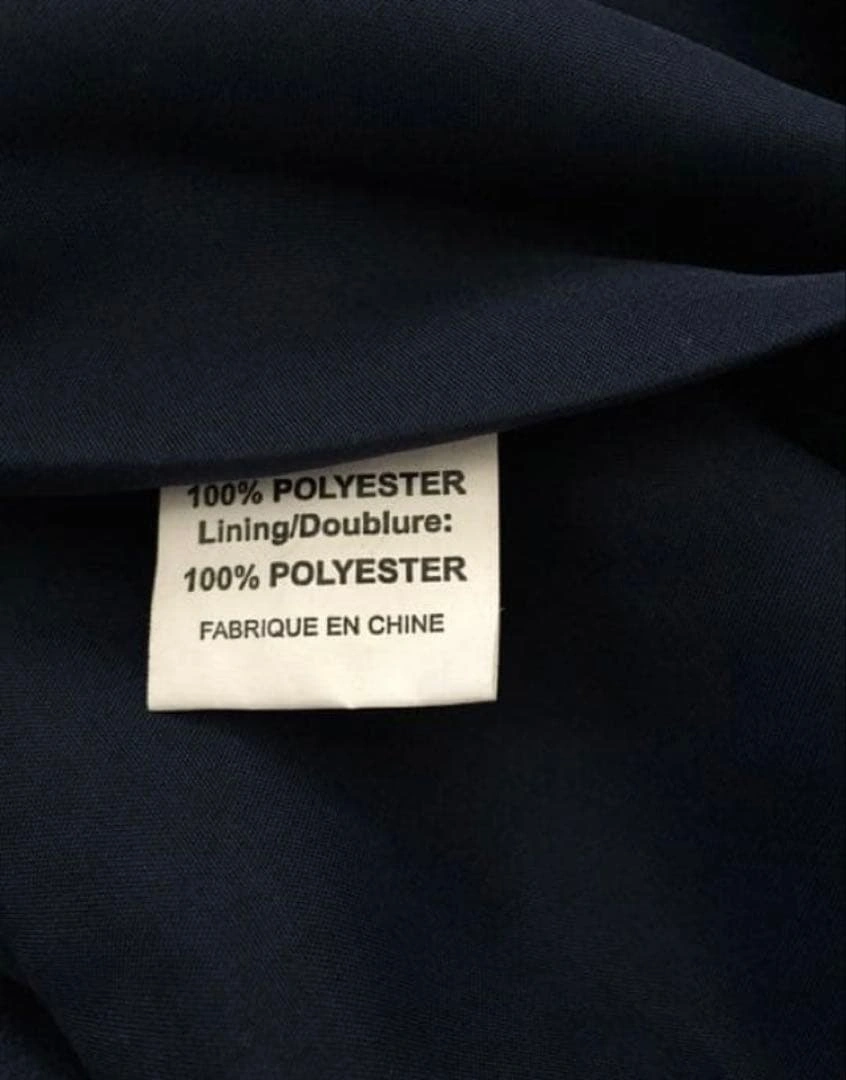 100% POLYESTER
Lining/Doublure:
100% POLYESTER
FABRIQUE EN CHINE